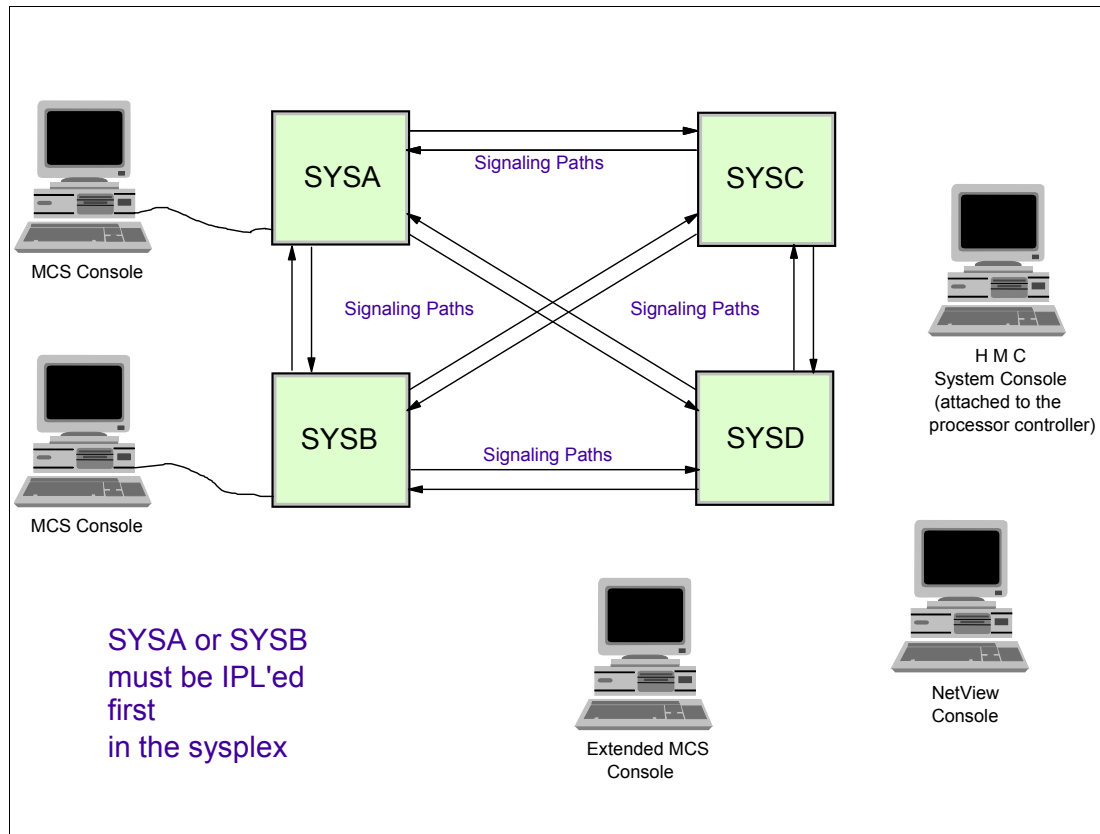 SYSA
SYSC
Signaling Paths
MCS Console
Signaling Paths
Signaling Paths
H M C
System Console
(attached to the
processor controller)
SYSB
SYSD
Signaling Paths
MCS Console
SYSA or SYSB
must be IPL'ed
first
in the sysplex
Extended MCS
Console
NetView
Console